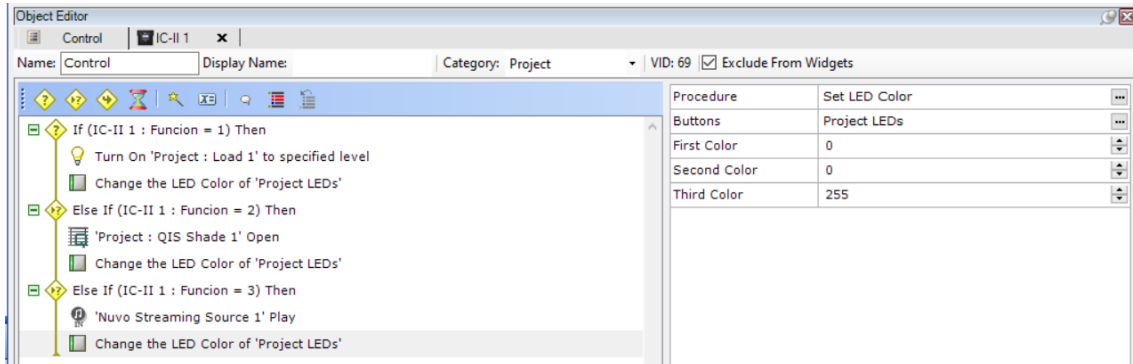 Object Editor
Control IC-II 1 x
Name: Control Display Name: Category: Project VID: 69 Exclude From Widgets
If (IC-II 1 : Funcion = 1) Then
Turn On 'Project : Load 1' to specified level
Change the LED Color of 'Project LEDs'
Else If (IC-II 1 : Funcion = 2) Then
'Project : QIS Shade 1' Open
Change the LED Color of 'Project LEDs'
Else If (IC-II 1 : Funcion = 3) Then
'Nuvo Streaming Source 1' Play
Change the LED Color of 'Project LEDs'
Procedure Set LED Color
Buttons Project LEDs
First Color 0
Second Color 0
Third Color 255